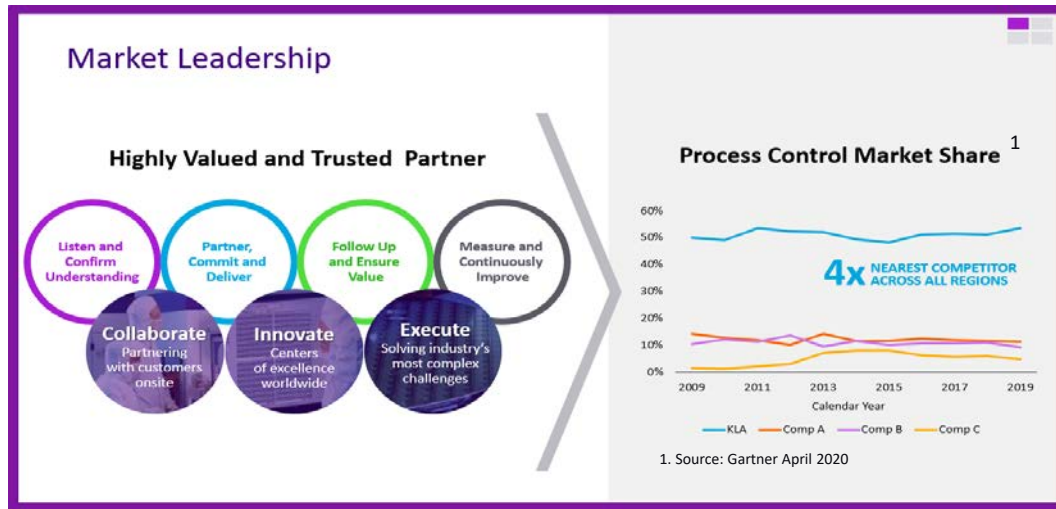 Market Leadership
Highly Valued and Trusted Partner
Listen and
Confirm
Understanding
Partner,
Commit and
Deliver
Follow Up
and Ensure
Value
Measure and
Continuously
Improve
Collaborate
Partnering
with customers
onsite
Innovate
Centers
of excellence
worldwide
Execute
Solving industry's
most complex
challenges
Process Control Market Share 1
60%
50%
40%
30%
20%
10%
0%
4x NEAREST COMPETITOR
ACROSS ALL REGIONS
2009 2011 2013 2015 2017 2019
Calendar Year
KLA Comp A Comp B Comp C
1. Source: Gartner April 2020